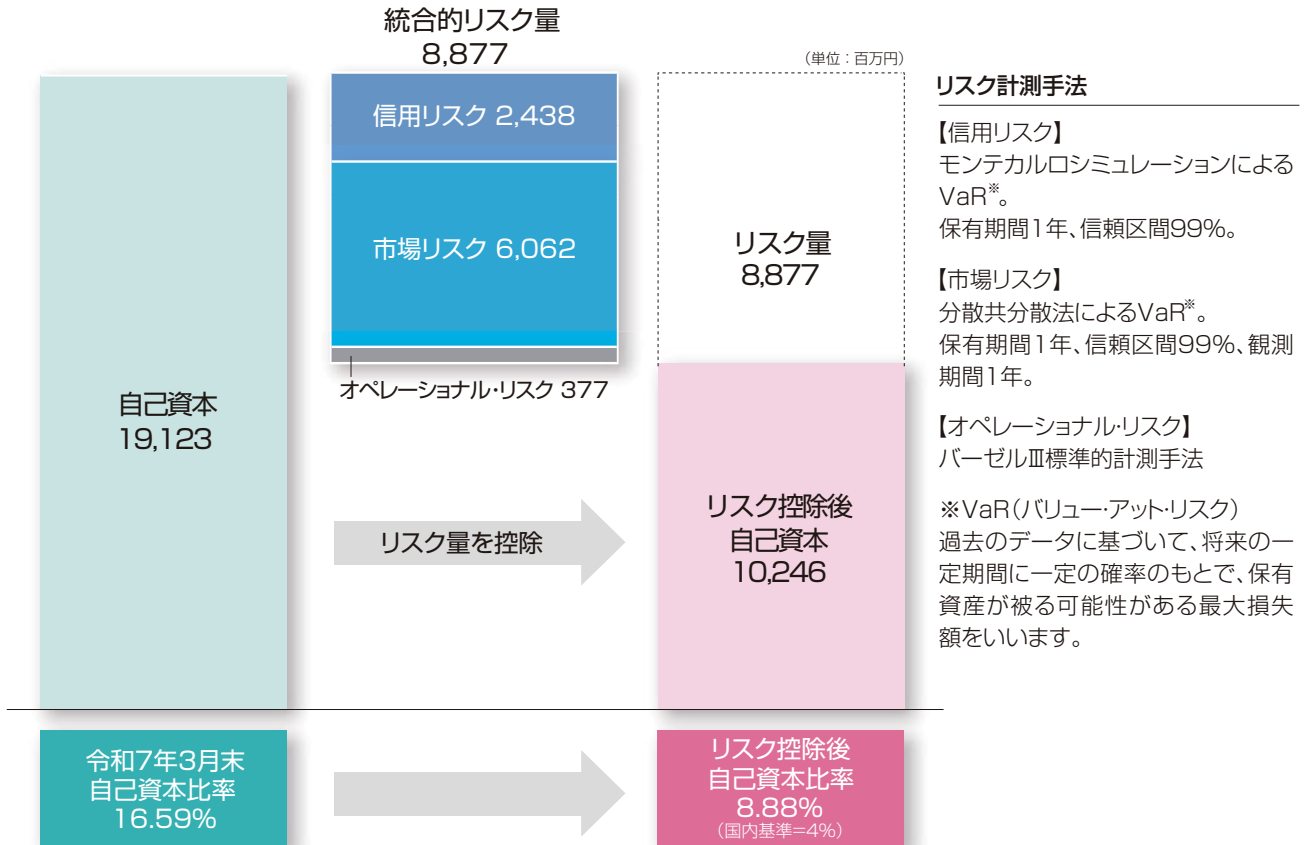 統合的リスク量
8,877
(単位:百万円)
信用リスク 2,438
市場リスク 6,062
オペレーショナル・リスク 377
自己資本
19,123
リスク量を控除
リスク量
8,877
リスク控除後
自己資本
10,246
令和7年3月末
自己資本比率
16.59%
リスク控除後
自己資本比率
8.88%
(国内基準=4%)
リスク計測手法
【信用リスク】
モンテカルロシミュレーションによる
VaR※。
保有期間1年、信頼区間99%。
【市場リスク】
分散共分散法によるVaR※。
保有期間1年、信頼区間99%、観測
期間1年。
【オペレーショナル・リスク】
バーゼルⅢ標準的計測手法
※VaR(バリュー・アット・リスク)
過去のデータに基づいて、将来の一
定期間に一定の確率のもとで、保有
資産が被る可能性がある最大損失
額をいいます。